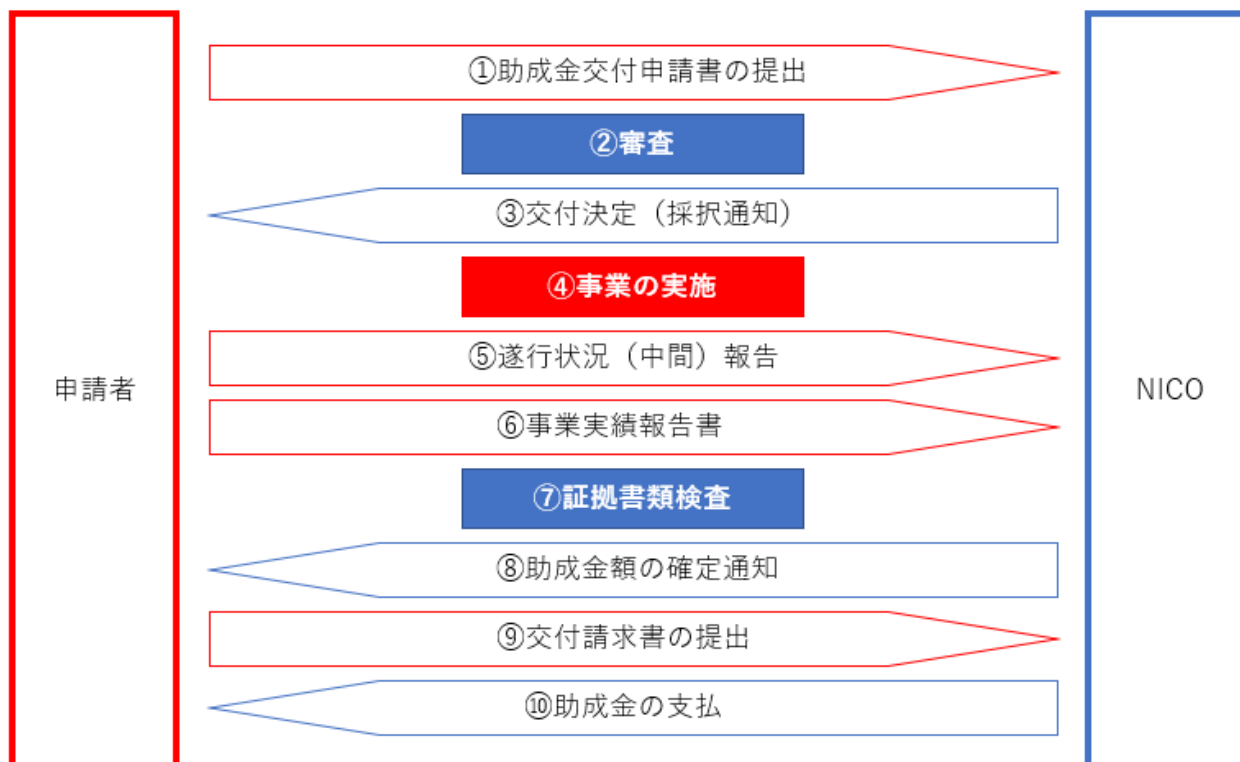 ①助成金交付申請書の提出
②審査
③交付決定（採択通知）
④事業の実施
⑤遂行状況（中間）報告
申請者
NICO
⑥事業実績報告書
⑦証拠書類検査
⑧助成金額の確定通知
⑨交付請求書の提出
⑩助成金の支払